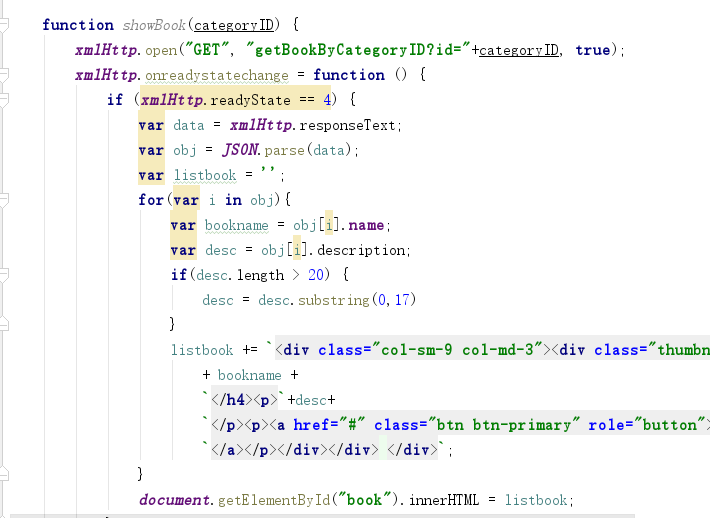 function showBook(categoryID) {
    xmlHttp.open("GET", "getBookByCategoryID?id="+categoryID, true);
    xmlHttp.onreadystatechange = function () {
        if (xmlHttp.readyState == 4) {
            var data = xmlHttp.responseText;
            var obj = JSON.parse(data);
            var listbook = '';
            for(var i in obj){
                var bookname = obj[i].name;
                var desc = obj[i].description;
                if(desc.length > 20) {
                    desc = desc.substring(0,17)
                }
                listbook += `<div class="col-sm-9 col-md-3"><div class="thumbn
                    + bookname +
                    `</h4><p>`+desc+
                    `</p><p><a href="#" class="btn btn-primary" role="button">
                    `</a></p></div></div> </div>`;
            }
            document.getElementById("book").innerHTML = listbook;